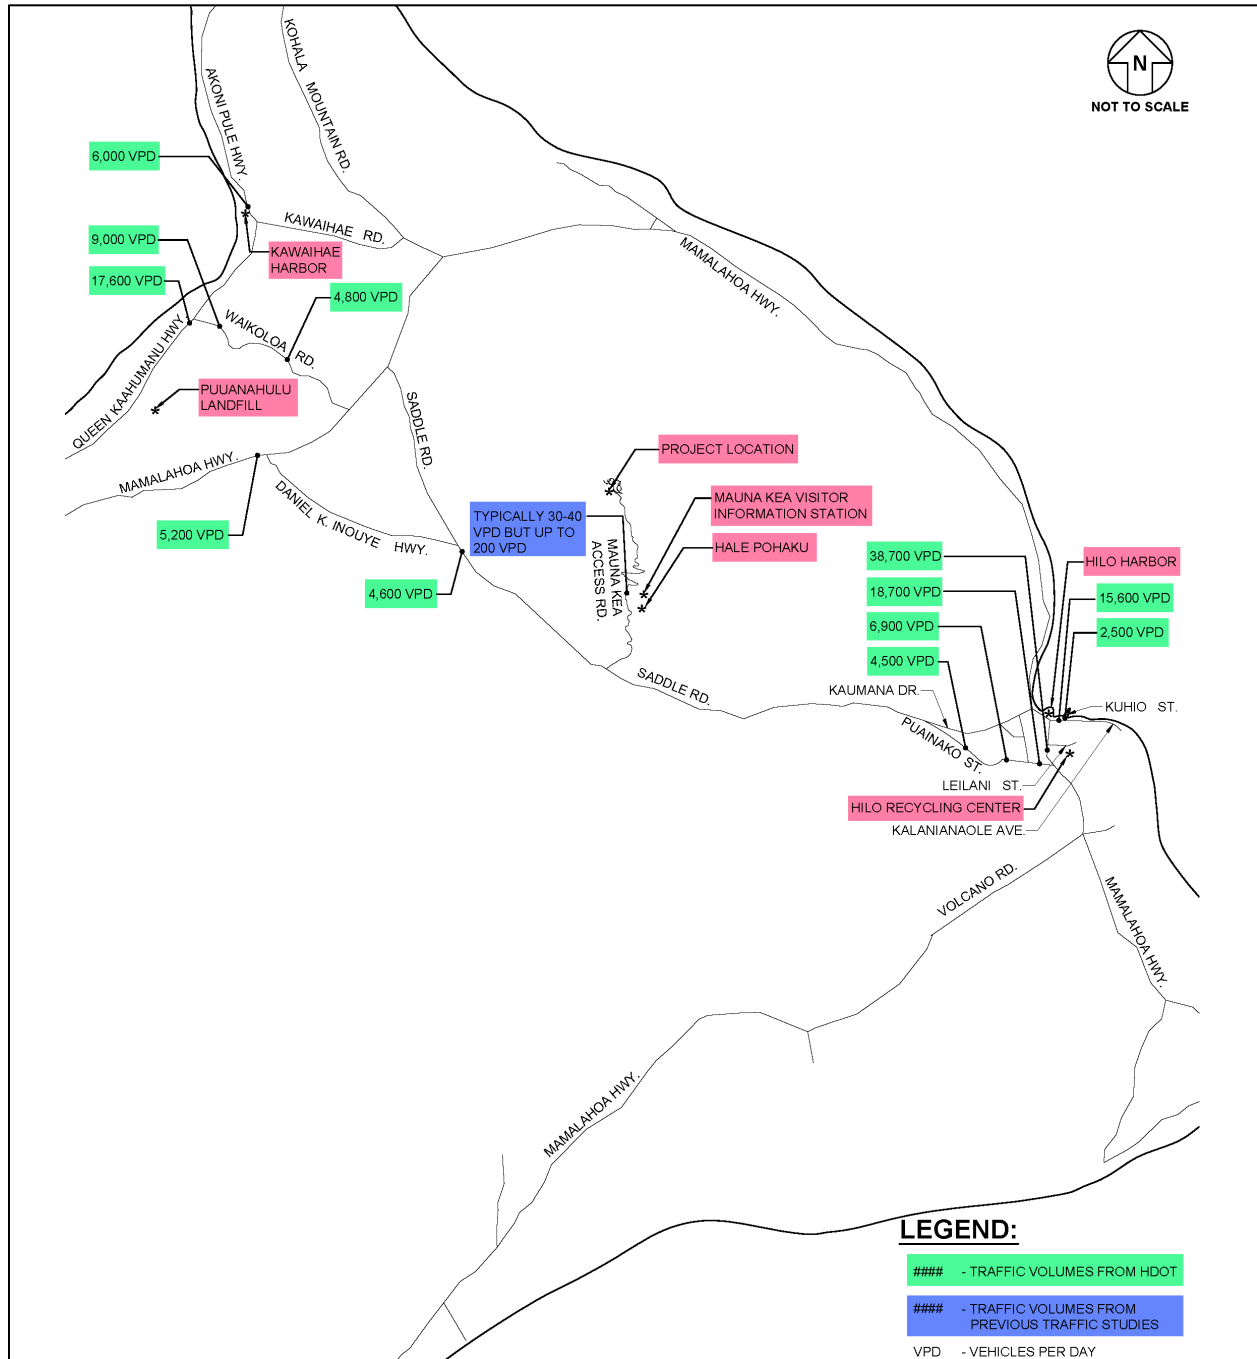 N
NOT TO SCALE
KOHALA MOUNTAIN RD.
AKONI PULE HWY.
6,000 VPD
KAWAIHAE RD.
9,000 VPD
KAWAIHAE
HARBOR
17,600 VPD
4,800 VPD
MAMALAHOA HWY.
WAIKOLOA RD.
QUEEN KAAHUMANU HWY.
PUUANAHULU
LANDFILL
SADDLE RD.
MAMALAHOA HWY.
PROJECT LOCATION
DANIEL K. INOUYE HWY.
MAUNA KEA VISITOR
INFORMATION STATION
TYPICALLY 30-40
VPD BUT UP TO
200 VPD
5,200 VPD
HALE POHAKU
MAUNA KEA
ACCESS RD.
4,600 VPD
38,700 VPD
HILO HARBOR
18,700 VPD
15,600 VPD
6,900 VPD
2,500 VPD
4,500 VPD
SADDLE RD.
KAUMANA DR.
KUHIO ST.
PUAINAKO ST.
LEILANI ST.
HILO RECYCLING CENTER
KALANIANAOLE AVE.
VOLCANO RD.
MAMALAHOA HWY.
MAMALAHOA HWY.
LEGEND:
#### - TRAFFIC VOLUMES FROM HDOT
#### - TRAFFIC VOLUMES FROM
PREVIOUS TRAFFIC STUDIES
VPD - VEHICLES PER DAY